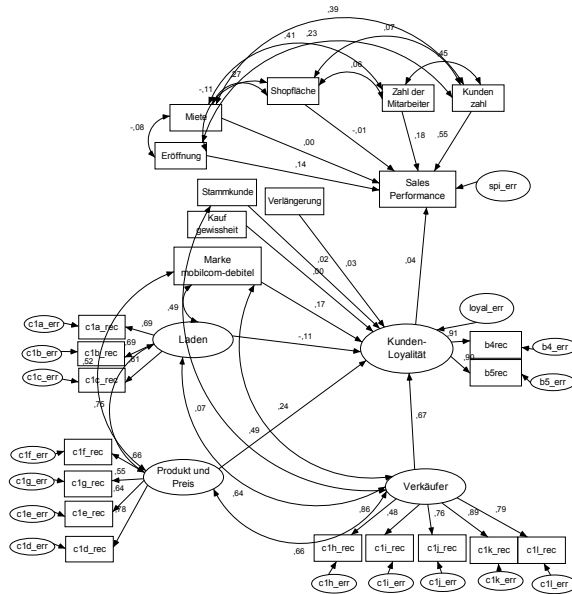 ,39
,07
,41
,23
,45
-,11
,27
,06
Shopfläche
Zahl der
Mitarbeiter
Kunden
zahl
Miete
-,08
-,01
,18
,55
,00
Eröffnung
,14
Sales
Performance
spi_err
Stammkunde
Verlängerung
Kauf
gewissheit
,02
,03
,00
,04
Marke
mobilcom-debitel
,49
,17
loyal_err
c1a_err
c1a_rec
,69
Laden
-,11
Kunden-
Loyalität
,91
b4rec
b4_err
c1b_err
c1b_rec
,69
c1c_err
c1c_rec
,52
,81
,90
b5rec
b5_err
,75
,07
,24
,49
,67
c1f_err
c1f_rec
,66
c1g_err
c1g_rec
,55
,64
Produkt und
Preis
,64
Verkäufer
c1e_err
c1e_rec
,78
c1d_err
c1d_rec
,66
,86
,48
,76
,89
,79
c1h_rec
c1i_rec
c1j_rec
c1k_rec
c1l_rec
c1h_err
c1i_err
c1j_err
c1k_err
c1l_err